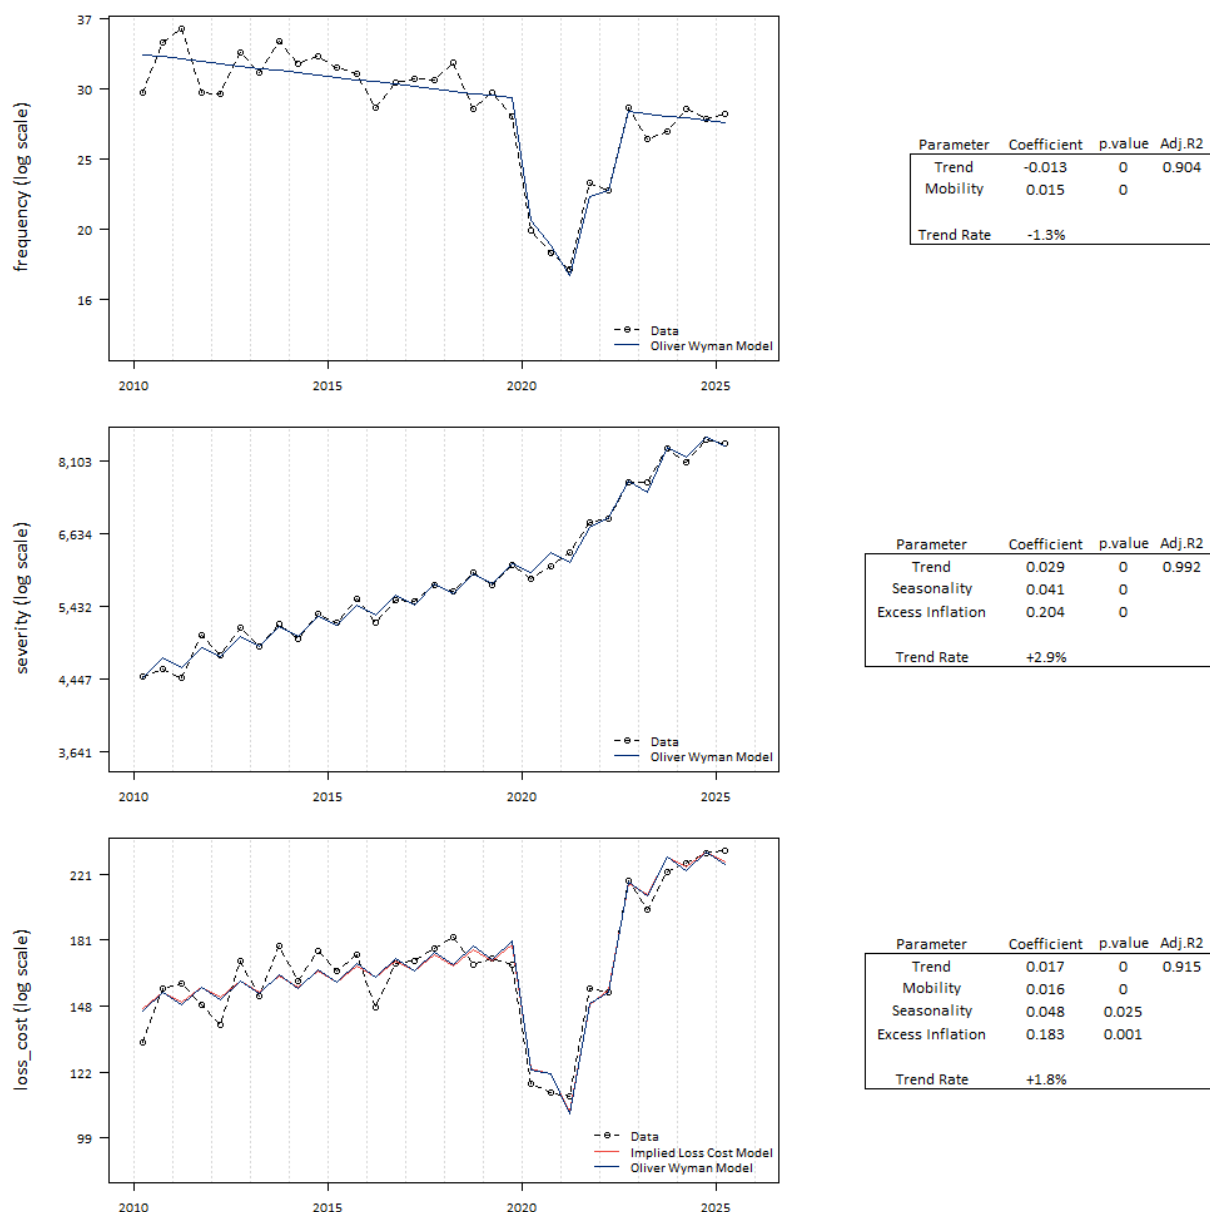 frequency (log scale)
37
30
25
20
16
2010 2015 2020 2025
Data
Oliver Wyman Model
Parameter Coefficient p.value Adj.R2
Trend -0.013 0 0.904
Mobility 0.015 0
Trend Rate -1.3%
severity (log scale)
8,103
6,634
5,432
4,447
3,641
2010 2015 2020 2025
Data
Oliver Wyman Model
Parameter Coefficient p.value Adj.R2
Trend 0.029 0 0.992
Seasonality 0.041 0
Excess Inflation 0.204 0
Trend Rate +2.9%
loss_cost (log scale)
221
181
148
122
99
2010 2015 2020 2025
Data
Implied Loss Cost Model
Oliver Wyman Model
Parameter Coefficient p.value Adj.R2
Trend 0.017 0 0.915
Mobility 0.016 0
Seasonality 0.048 0.025
Excess Inflation 0.183 0.001
Trend Rate +1.8%